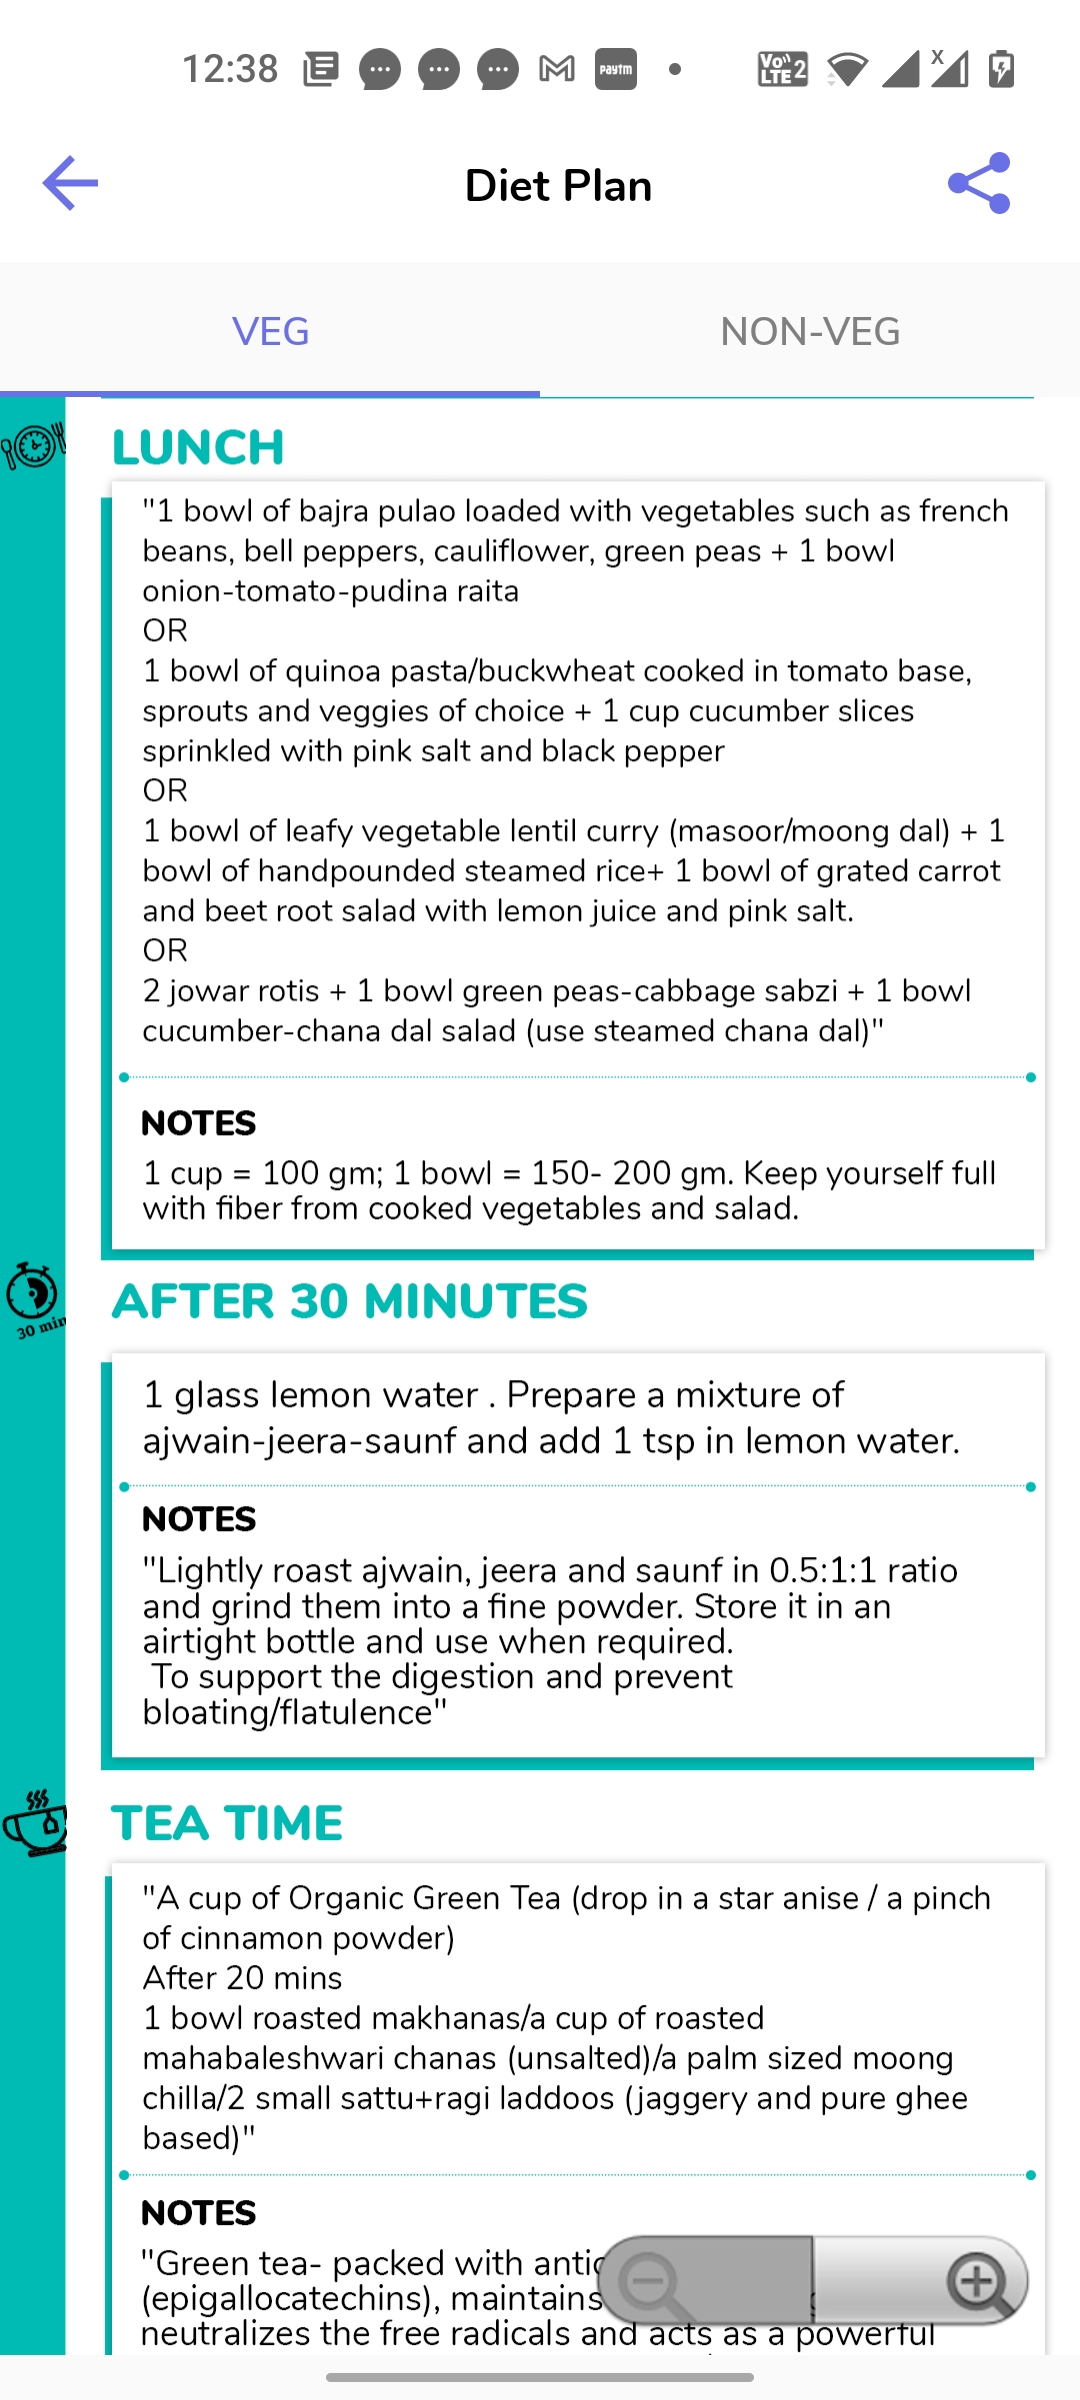 12:38
Paytm
Vo))
LTE 2
X
Diet Plan
VEG
NON-VEG
LUNCH
"1 bowl of bajra pulao loaded with vegetables such as french
beans, bell peppers, cauliflower, green peas + 1 bowl
onion-tomato-pudina raita
OR
1 bowl of quinoa pasta/buckwheat cooked in tomato base,
sprouts and veggies of choice + 1 cup cucumber slices
sprinkled with pink salt and black pepper
OR
1 bowl of leafy vegetable lentil curry (masoor/moong dal) + 1
bowl of handpounded steamed rice+ 1 bowl of grated carrot
and beet root salad with lemon juice and pink salt.
OR
2 jowar rotis + 1 bowl green peas-cabbage sabzi + 1 bowl
cucumber-chana dal salad (use steamed chana dal)"
NOTES
1 cup = 100 gm; 1 bowl = 150- 200 gm. Keep yourself full
with fiber from cooked vegetables and salad.
30 min
AFTER 30 MINUTES
1 glass lemon water . Prepare a mixture of
ajwain-jeera-saunf and add 1 tsp in lemon water.
NOTES
"Lightly roast ajwain, jeera and saunf in 0.5:1:1 ratio
and grind them into a fine powder. Store it in an
airtight bottle and use when required.
To support the digestion and prevent
bloating/flatulence"
TEA TIME
"A cup of Organic Green Tea (drop in a star anise / a pinch
of cinnamon powder)
After 20 mins
1 bowl roasted makhanas/a cup of roasted
mahabaleshwari chanas (unsalted)/a palm sized moong
chilla/2 small sattu+ragi laddoos (jaggery and pure ghee
based)"
NOTES
"Green tea- packed with
(epigallocatechins), maintains
neutralizes the free radicals and acts as a powerful